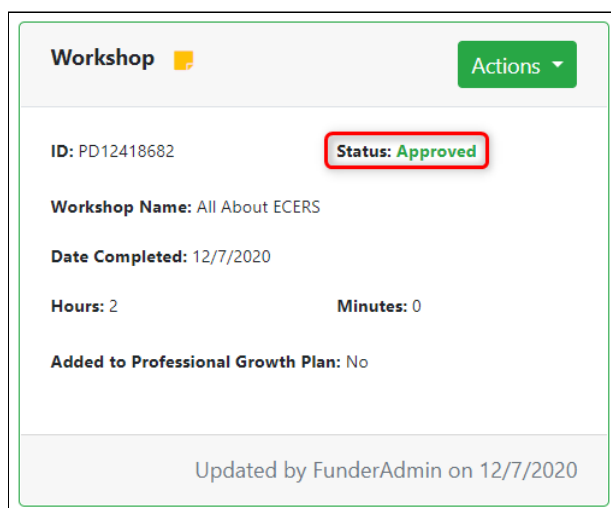 Workshop
Actions
ID: PD12418682
Status: Approved
Workshop Name: All About ECERS
Date Completed: 12/7/2020
Hours: 2
Minutes: 0
Added to Professional Growth Plan: No
Updated by FunderAdmin on 12/7/2020